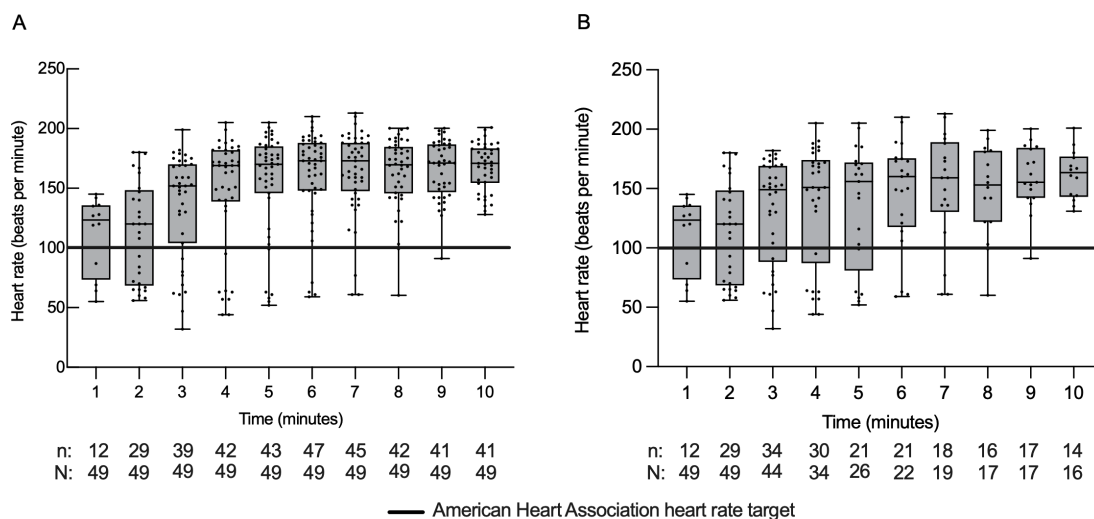 A
Heart rate (beats per minute)
250
200
150
100
50
0
1 2 3 4 5 6 7 8 9 10
Time (minutes)
n: 12 29 39 42 43 47 45 42 41 41
N: 49 49 49 49 49 49 49 49 49 49
B
Heart rate (beats per minute)
250
200
150
100
50
0
1 2 3 4 5 6 7 8 9 10
Time (minutes)
n: 12 29 34 30 21 21 18 16 17 14
N: 49 49 44 34 26 22 19 17 17 16
American Heart Association heart rate target